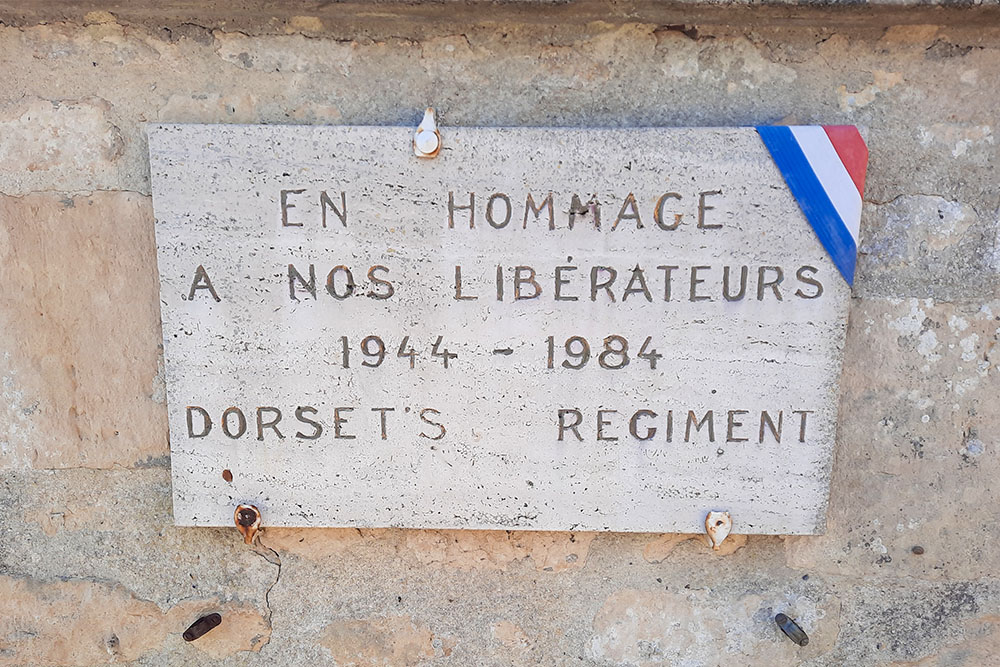 EN HOMMAGE
A NOS LIBÉRATEURS
1944 - 1984
DORSET'S REGIMENT